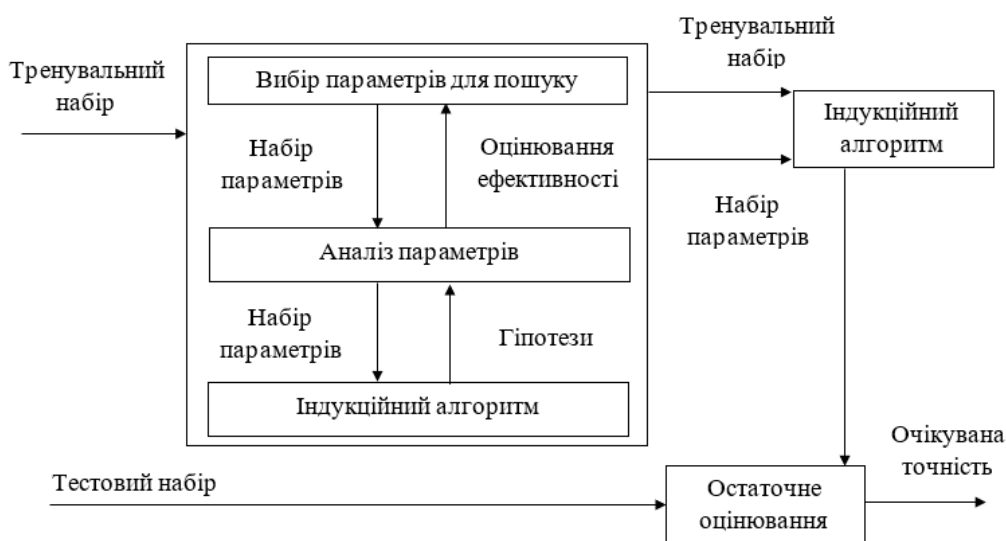 Тренувальний
набір
Вибір параметрів для пошуку
Набір
параметрів
Оцінювання
ефективності
Аналіз параметрів
Набір
параметрів
Гіпотези
Індукційний алгоритм
Тренувальний
набір
Індукційний
алгоритм
Набір
параметрів
Тестовий набір
Остаточне
оцінювання
Очікувана
точність